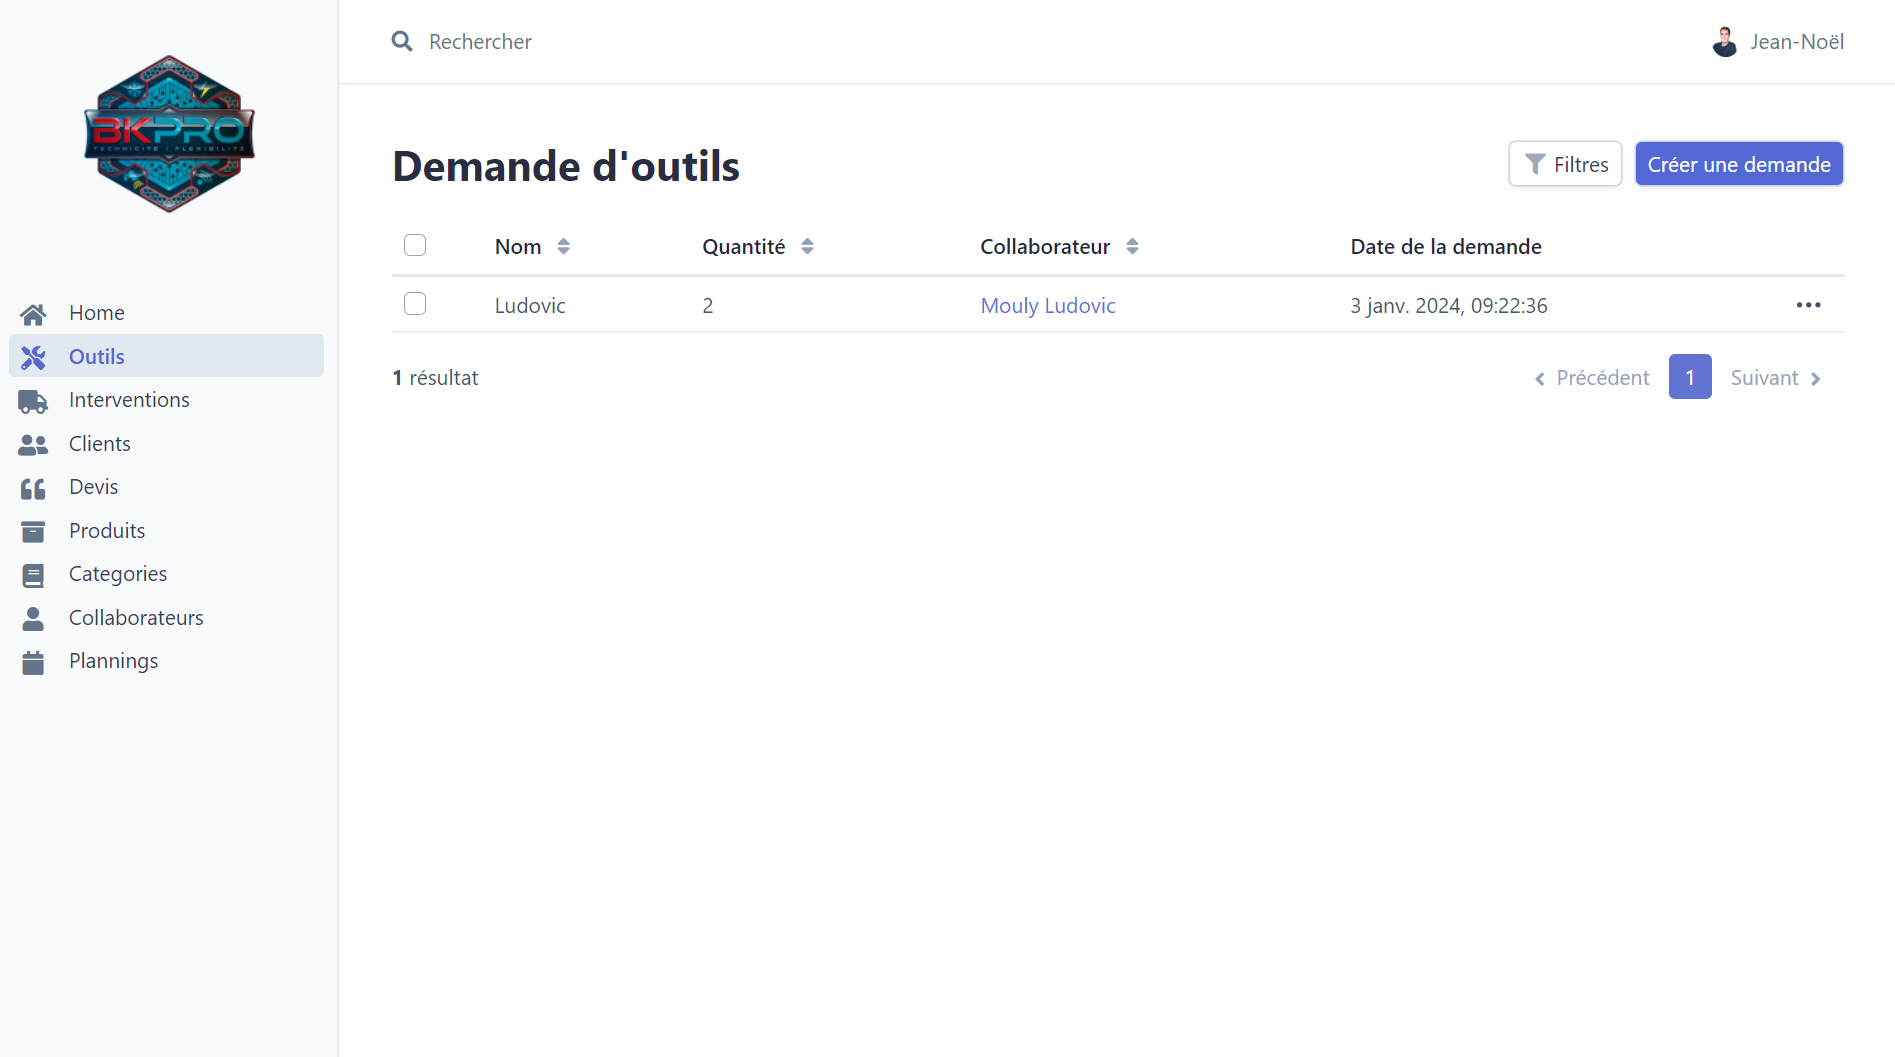 BKPRO
TECHNICITE | FLEXIBILITE
Home
Outils
Interventions
Clients
Devis
Produits
Categories
Collaborateurs
Plannings
Rechercher
Jean-Noël
Demande d'outils
Filtres
Créer une demande
Nom Quantité Collaborateur Date de la demande
Ludovic 2 Mouly Ludovic 3 janv. 2024, 09:22:36
1 résultat
Précédent 1 Suivant